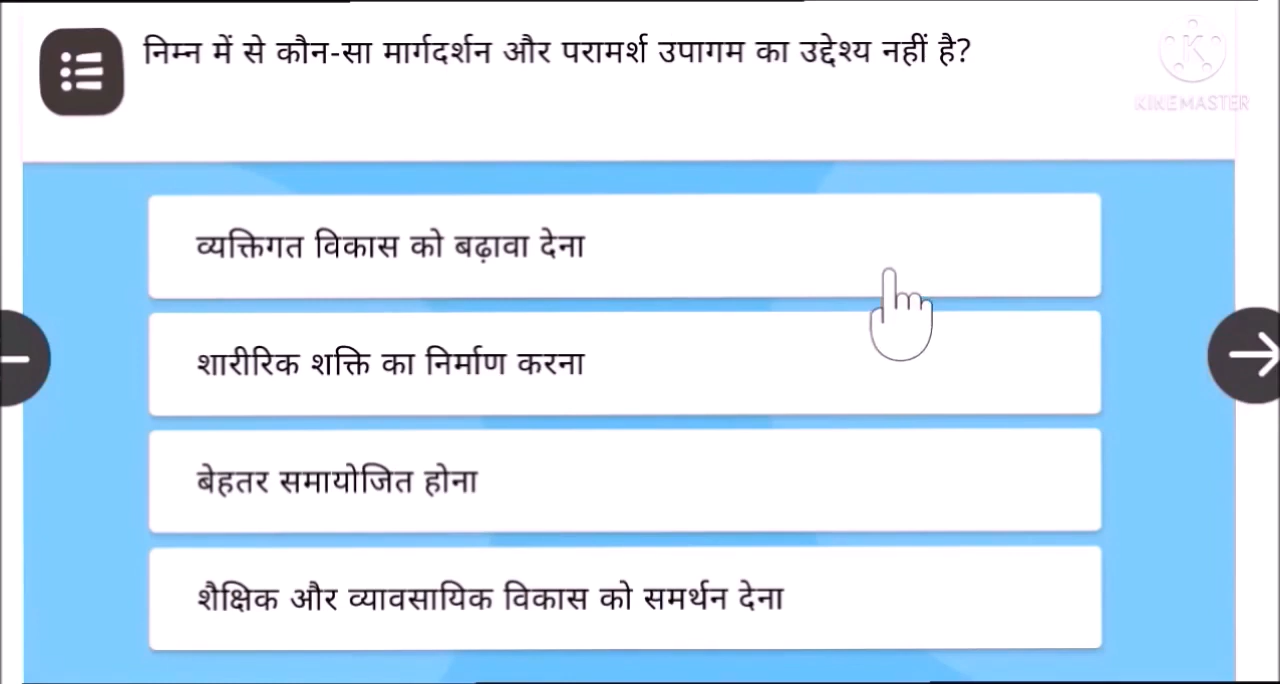 निम्न में से कौन-सा मार्गदर्शन और परामर्श उपागम का उद्देश्य नहीं है?
KINEMASTER
व्यक्तिगत विकास को बढ़ावा देना
शारीरिक शक्ति का निर्माण करना
बेहतर समायोजित होना
शैक्षिक और व्यावसायिक विकास को समर्थन देना